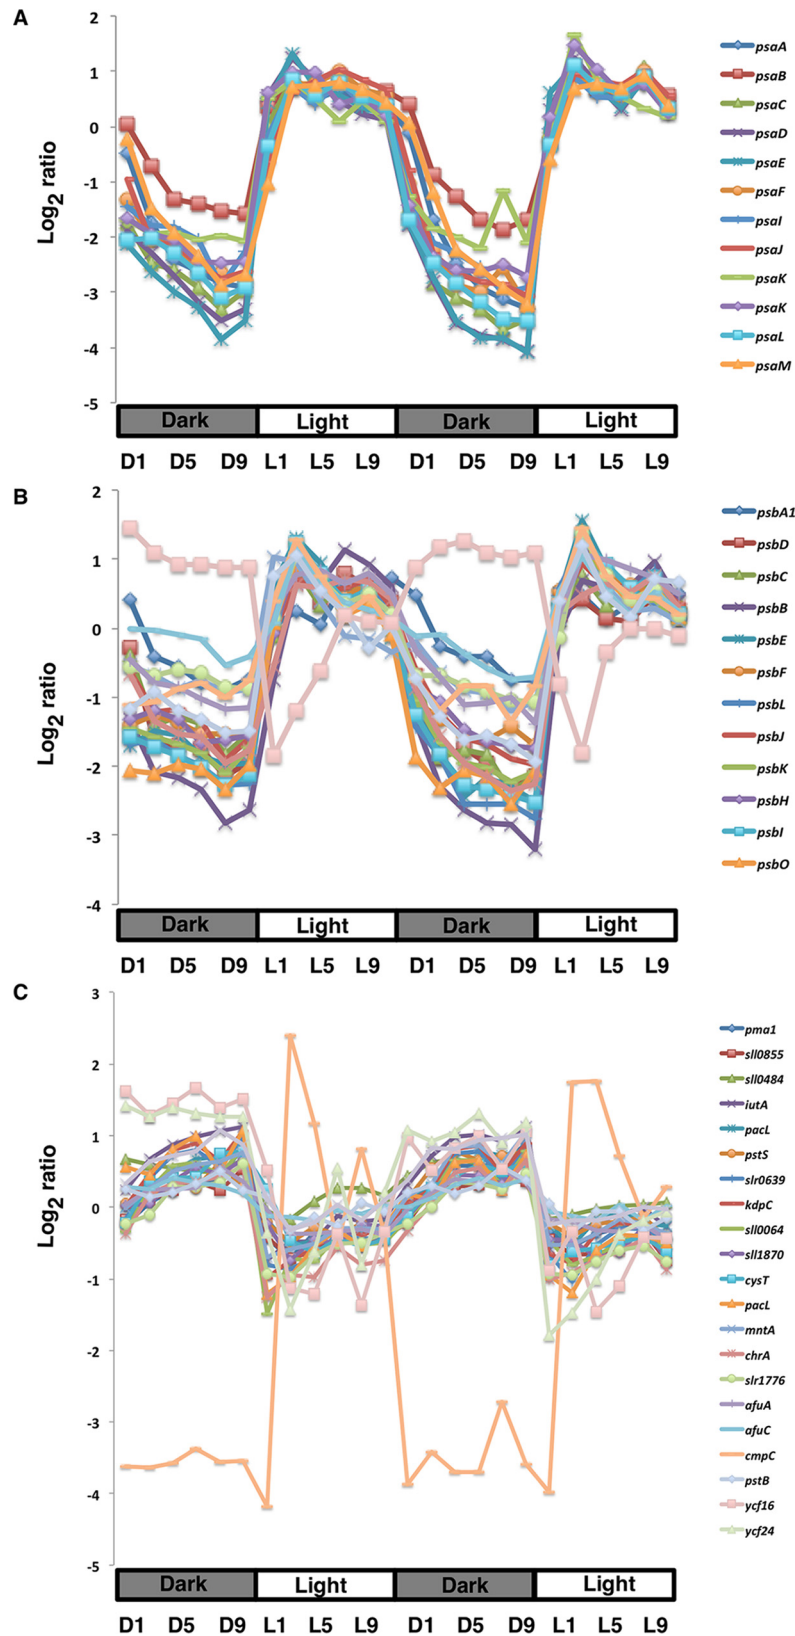 A
2
1
0
-1
-2
-3
-4
-5
Log2 ratio
psaA
psaB
psaC
psaD
psaE
psaF
psaI
psaJ
psaK
psaK
psaL
psaM
Dark Light Dark Light
D1 D5 D9 L1 L5 L9 D1 D5 D9 L1 L5 L9
B
2
1
0
-1
-2
-3
-4
Log2 ratio
psbA1
psbD
psbC
psbB
psbE
psbF
psbL
psbJ
psbK
psbH
psbI
psbO
Dark Light Dark Light
D1 D5 D9 L1 L5 L9 D1 D5 D9 L1 L5 L9
C
3
2
1
0
-1
-2
-3
-4
-5
Log2 ratio
pma1
sll0855
sll0484
iutA
pacL
pstS
slr0639
kdpC
sll0064
sll1870
cysT
pacL
mntA
chrA
slr1776
afuA
afuC
cmpC
pstB
ycf16
ycf24
Dark Light Dark Light
D1 D5 D9 L1 L5 L9 D1 D5 D9 L1 L5 L9